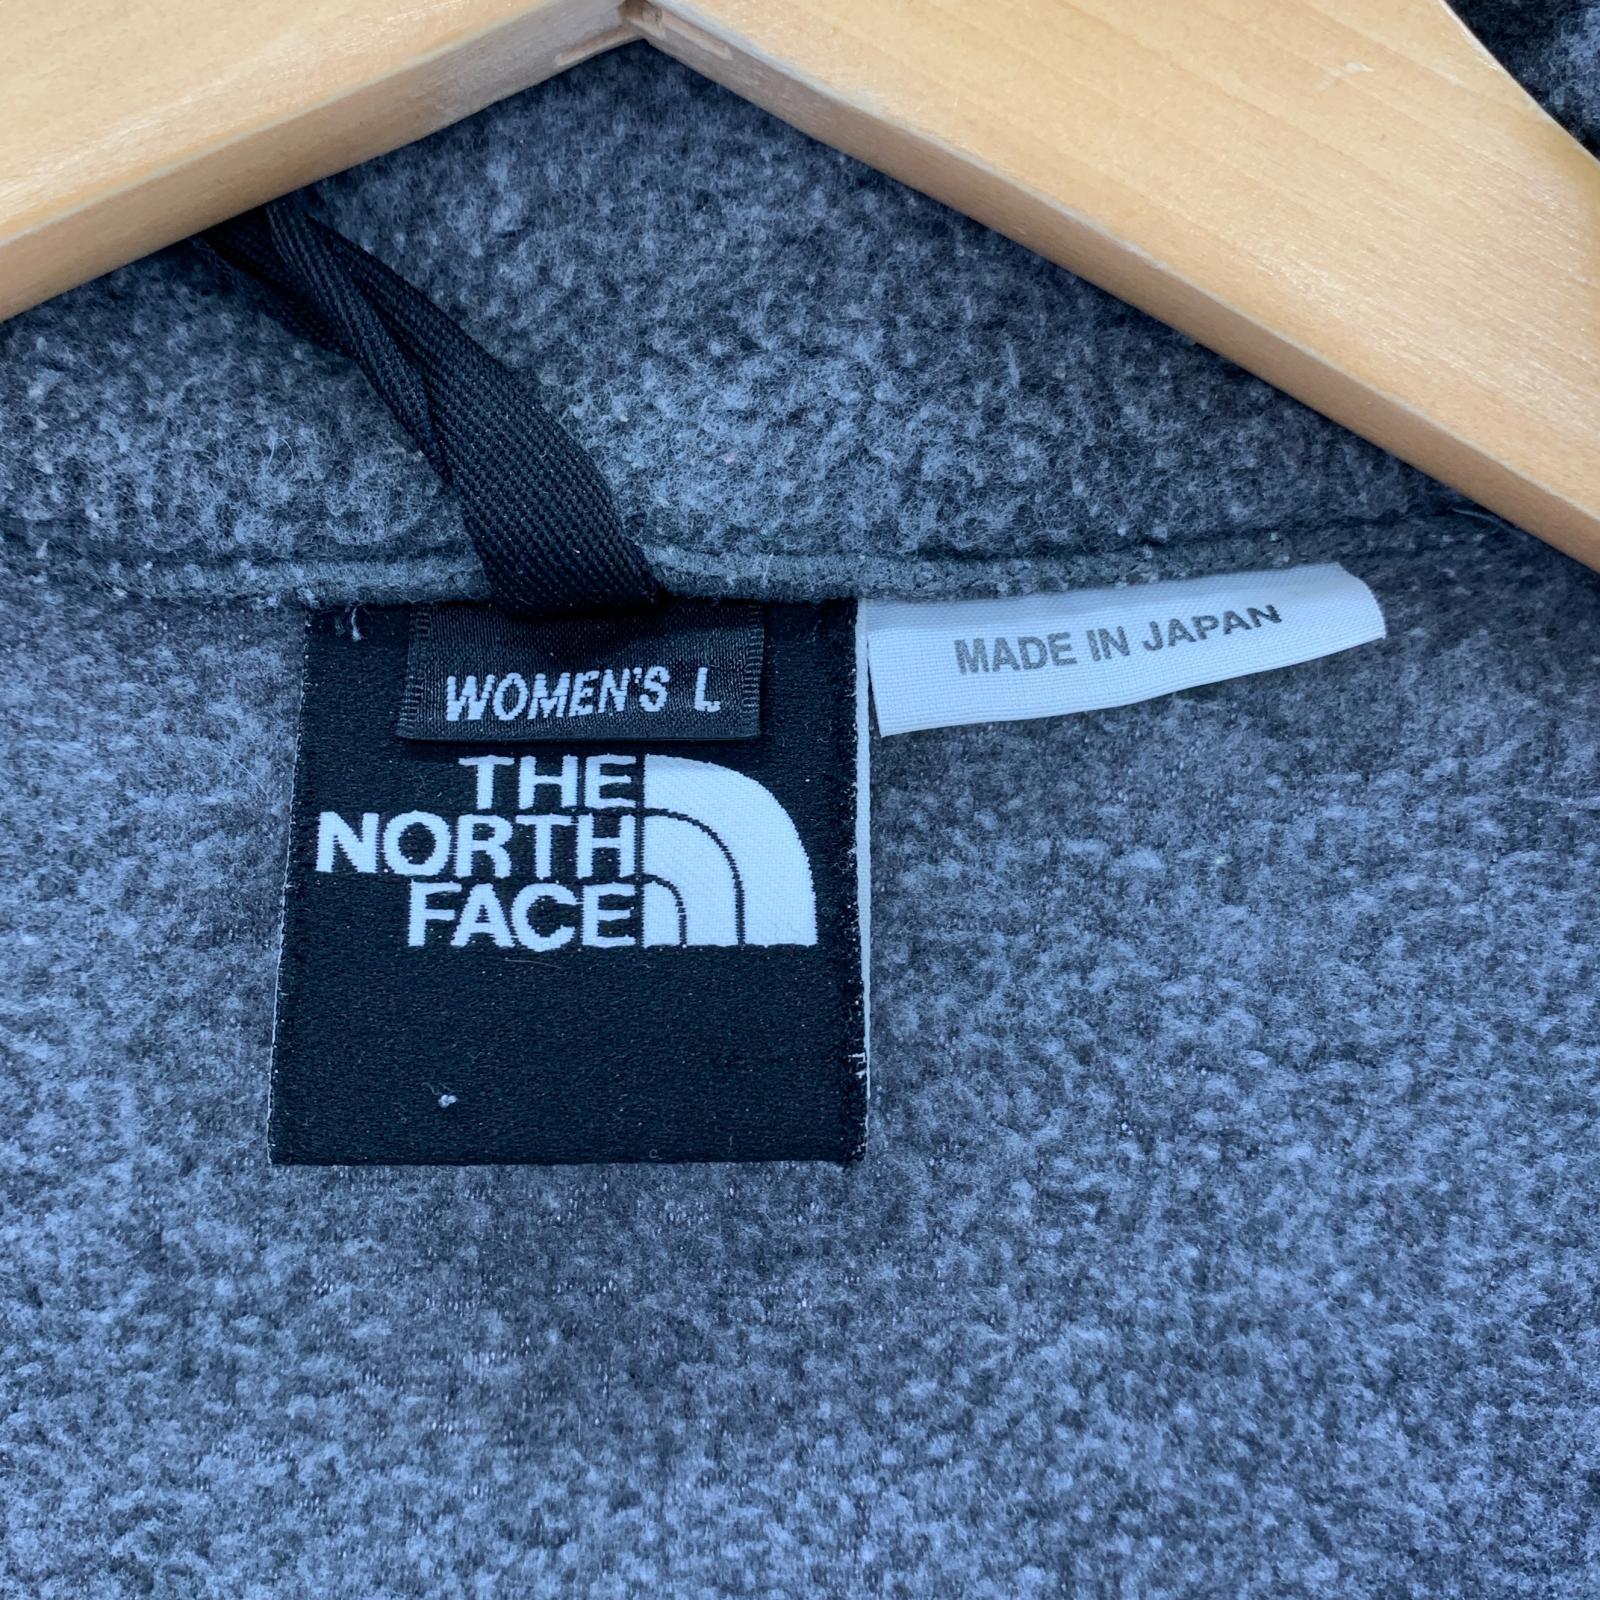 WOMEN'S L
MADE IN JAPAN
THE
NORTH
FACE